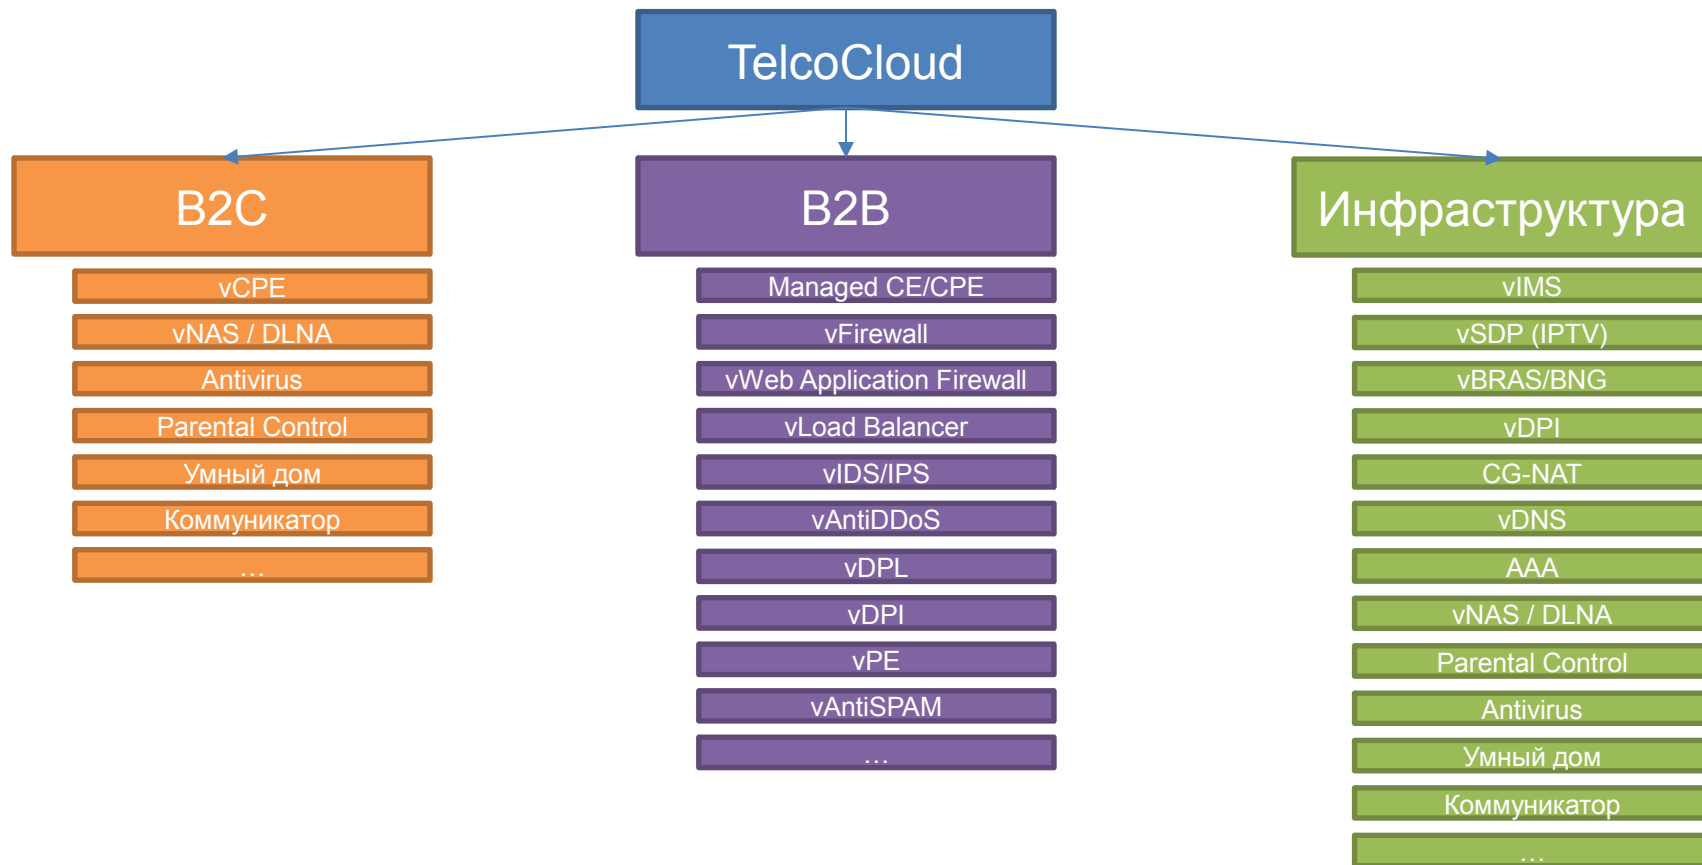 TelcoCloud
B2C
vCPE
vNAS / DLNA
Antivirus
Parental Control
Умный дом
Коммуникатор
…
B2B
Managed CE/CPE
vFirewall
vWeb Application Firewall
vLoad Balancer
vIDS/IPS
vAntiDDoS
vDPL
vDPI
vPE
vAntiSPAM
…
Инфраструктура
vIMS
vSDP (IPTV)
vBRAS/BNG
vDPI
CG-NAT
vDNS
AAA
vNAS / DLNA
Parental Control
Antivirus
Умный дом
Коммуникатор
…